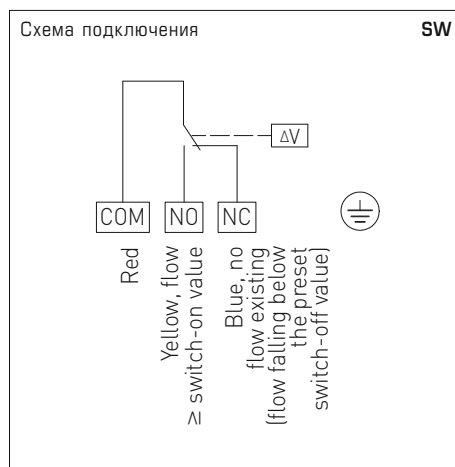 Схема подключения
SW
ΔV
COM
NO
NC
Red
Yellow, flow
≥ switch-on value
Blue, no
flow existing
(flow falling below
the preset
switch-off value)